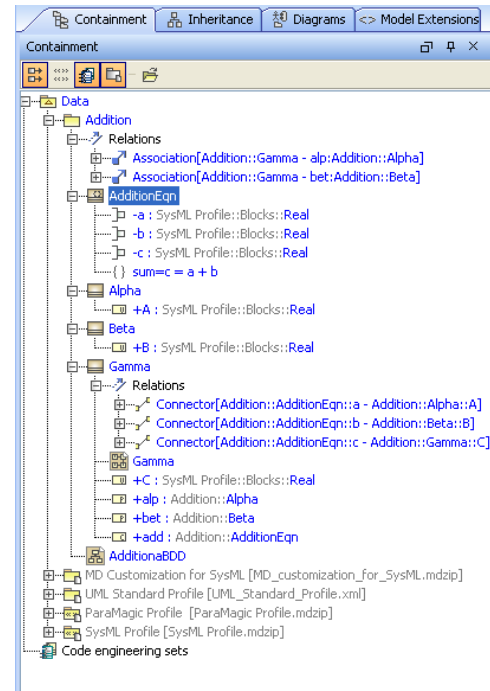 Containment Inheritance Diagrams <> Model Extensions
Containment
Data
Addition
Relations
Association[Addition::Gamma - alp:Addition::Alpha]
Association[Addition::Gamma - bet:Addition::Beta]
AdditionEqn
-a : SysML Profile::Blocks::Real
-b : SysML Profile::Blocks::Real
-c : SysML Profile::Blocks::Real
{ } sum=c = a + b
Alpha
+A : SysML Profile::Blocks::Real
Beta
+B : SysML Profile::Blocks::Real
Gamma
Relations
Connector[Addition::AdditionEqn::a - Addition::Alpha::A]
Connector[Addition::AdditionEqn::b - Addition::Beta::B]
Connector[Addition::AdditionEqn::c - Addition::Gamma::C]
Gamma
+C : SysML Profile::Blocks::Real
+alp : Addition::Alpha
+bet : Addition::Beta
+add : Addition::AdditionEqn
AdditionaBDD
MD Customization for SysML [MD_customization_for_SysML.mdzip]
UML Standard Profile [UML_Standard_Profile.xml]
ParaMagic Profile [ParaMagic Profile.mdzip]
SysML Profile [SysML Profile.mdzip]
Code engineering sets